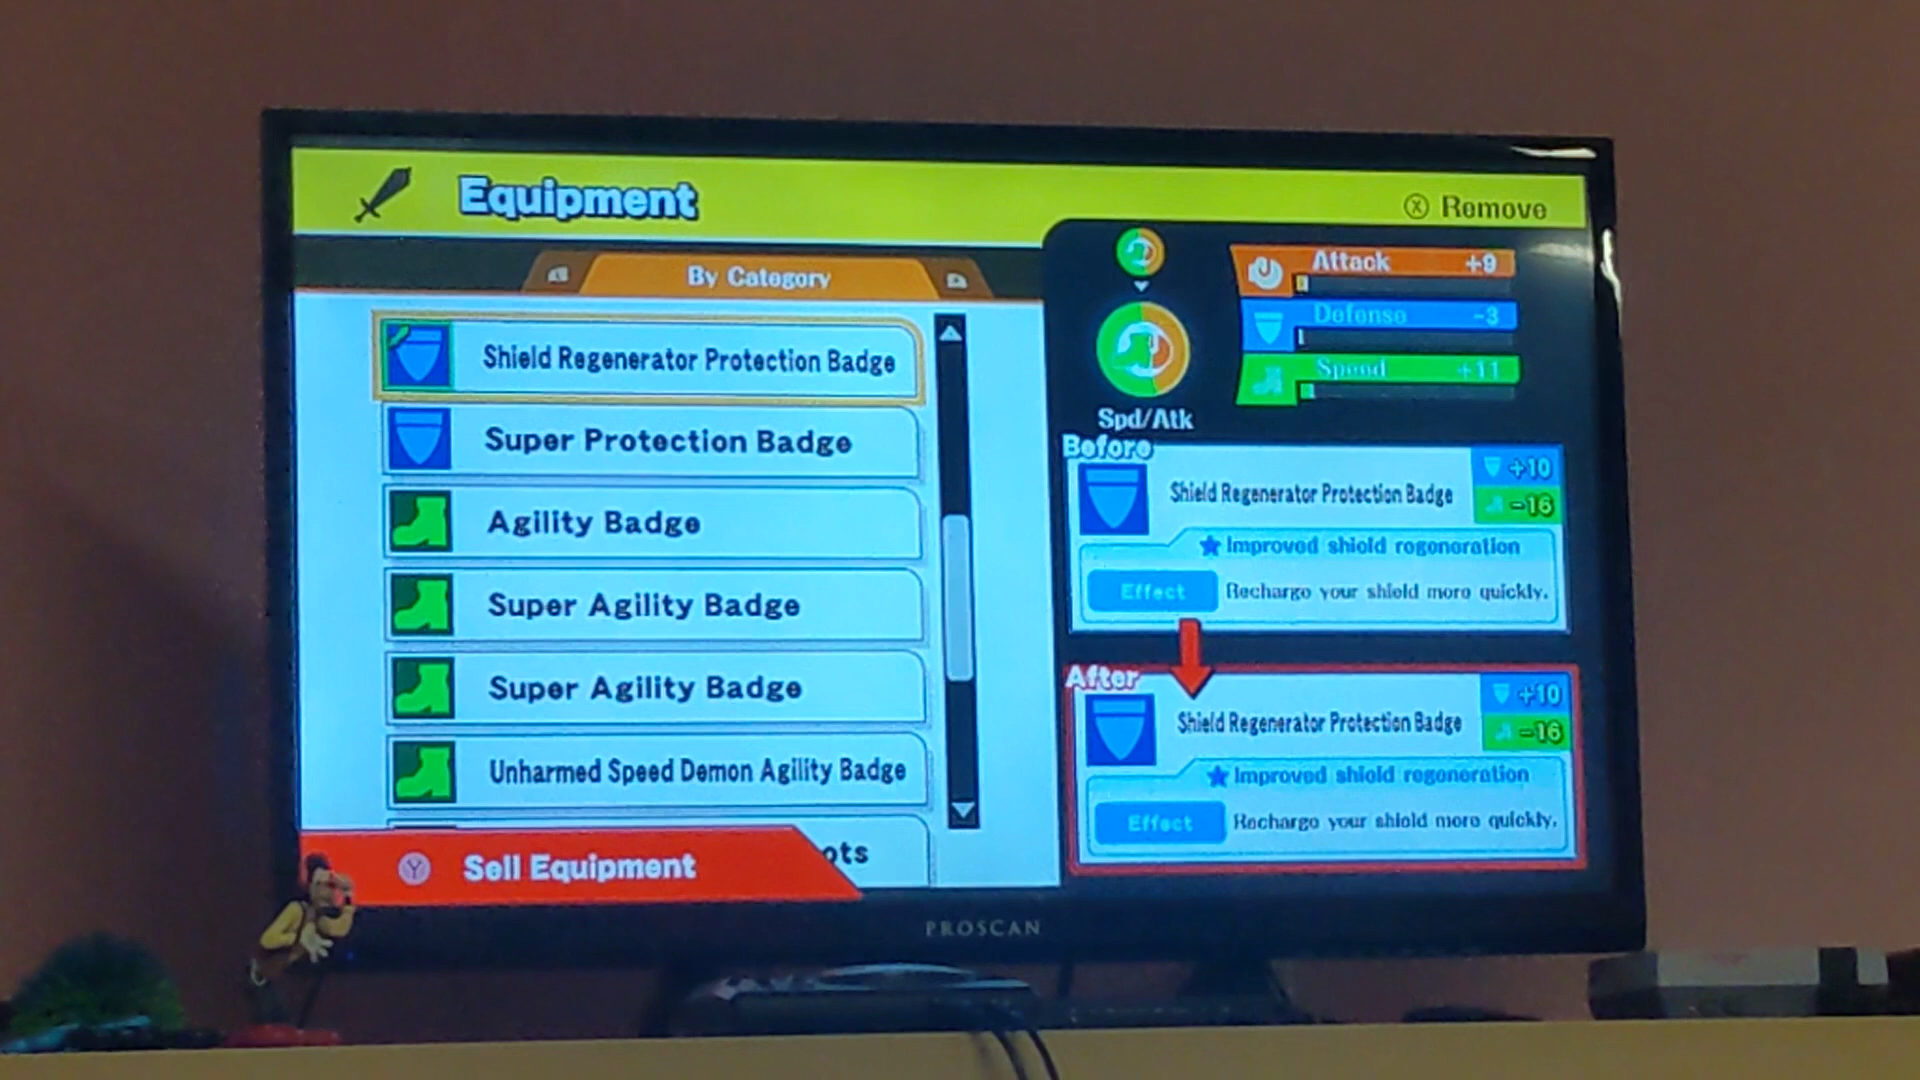 Equipment
X Remove
By Category
Shield Regenerator Protection Badge
Super Protection Badge
Agility Badge
Super Agility Badge
Super Agility Badge
Unharmed Speed Demon Agility Badge
ots
Y Sell Equipment
Attack +9
Defense -3
Speed +11
Spd/Atk
Before
Shield Regenerator Protection Badge
+10
-16
Improved shield regeneration
Effect Recharge your shield more quickly.
After
Shield Regenerator Protection Badge
+10
-16
Improved shield regeneration
Effect Recharge your shield more quickly.
PROSCAN